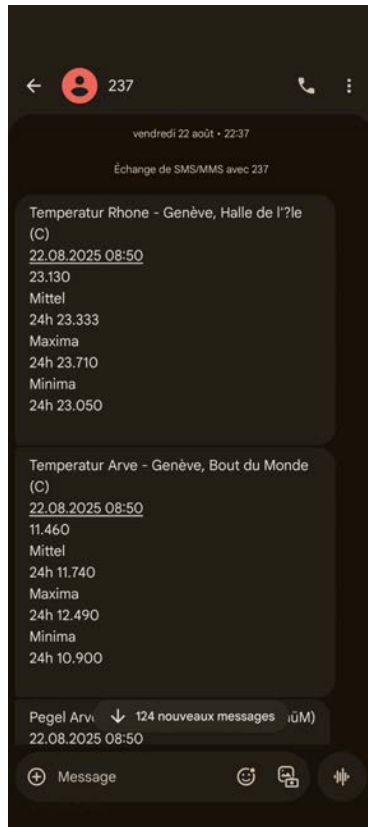 237
vendredi 22 août • 22:37
Échange de SMS/MMS avec 237
Temperatur Rhone - Genève, Halle de l'?le
(C)
22.08.2025 08:50
23.130
Mittel
24h 23.333
Maxima
24h 23.710
Minima
24h 23.050
Temperatur Arve - Genève, Bout du Monde
(C)
22.08.2025 08:50
11.460
Mittel
24h 11.740
Maxima
24h 12.490
Minima
24h 10.900
Pegel Arv
124 nouveaux messages
üM)
22.08.2025 08:50
Message